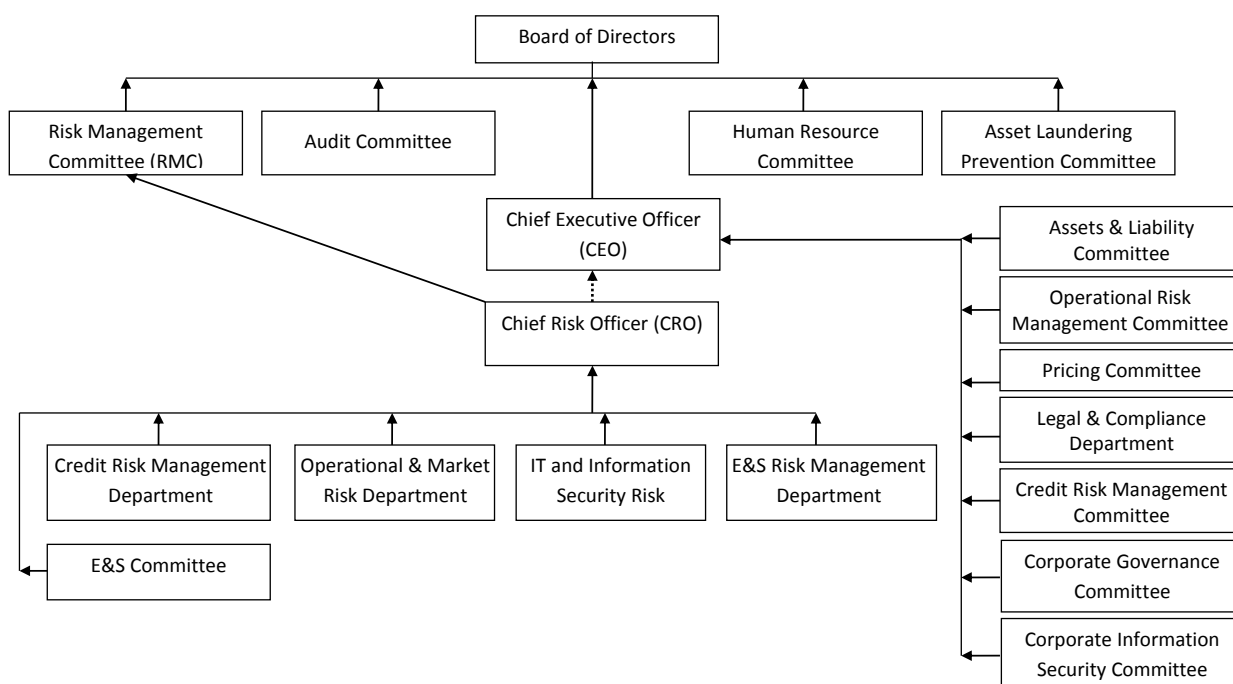 Board of Directors
Risk Management
Committee (RMC)
Audit Committee
Human Resource
Committee
Asset Laundering
Prevention Committee
Chief Executive Officer
(CEO)
Chief Risk Officer (CRO)
Assets & Liability
Committee
Operational Risk
Management Committee
Pricing Committee
Legal & Compliance
Department
Credit Risk Management
Committee
Corporate Governance
Committee
Corporate Information
Security Committee
Credit Risk Management
Department
Operational & Market
Risk Department
IT and Information
Security Risk
E&S Risk Management
Department
E&S Committee